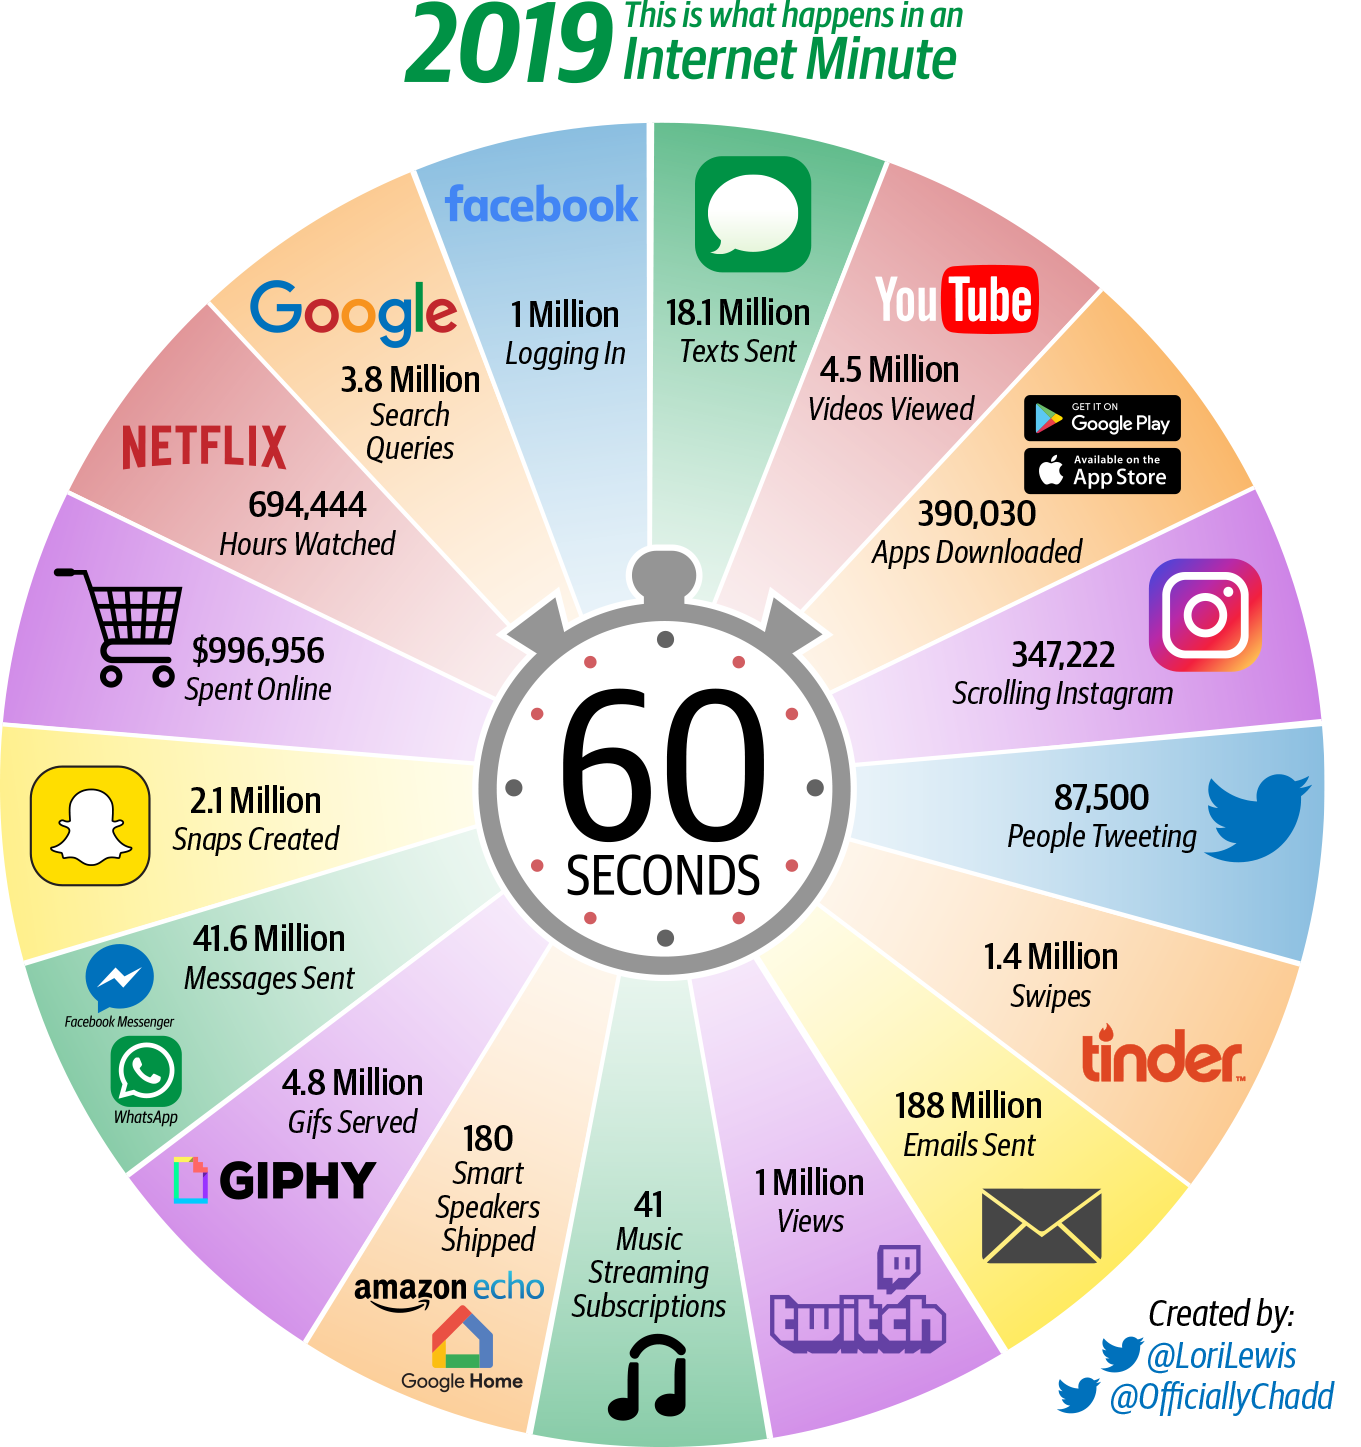 2019
This is what happens in an
Internet Minute
facebook
1 Million
Logging In
18.1 Million
Texts Sent
YouTube
4.5 Million
Videos Viewed
GET IT ON
Google Play
Available on the
App Store
390,030
Apps Downloaded
347,222
Scrolling Instagram
87,500
People Tweeting
1.4 Million
Swipes
tinder™
188 Million
Emails Sent
1 Million
Views
twitch
41
Music
Streaming
Subscriptions
180
Smart
Speakers
Shipped
amazon echo
Google Home
4.8 Million
Gifs Served
GIPHY
41.6 Million
Messages Sent
Facebook Messenger
WhatsApp
2.1 Million
Snaps Created
$996,956
Spent Online
NETFLIX
694,444
Hours Watched
Google
3.8 Million
Search
Queries
60
SECONDS
Created by:
@LoriLewis
@OfficiallyChadd